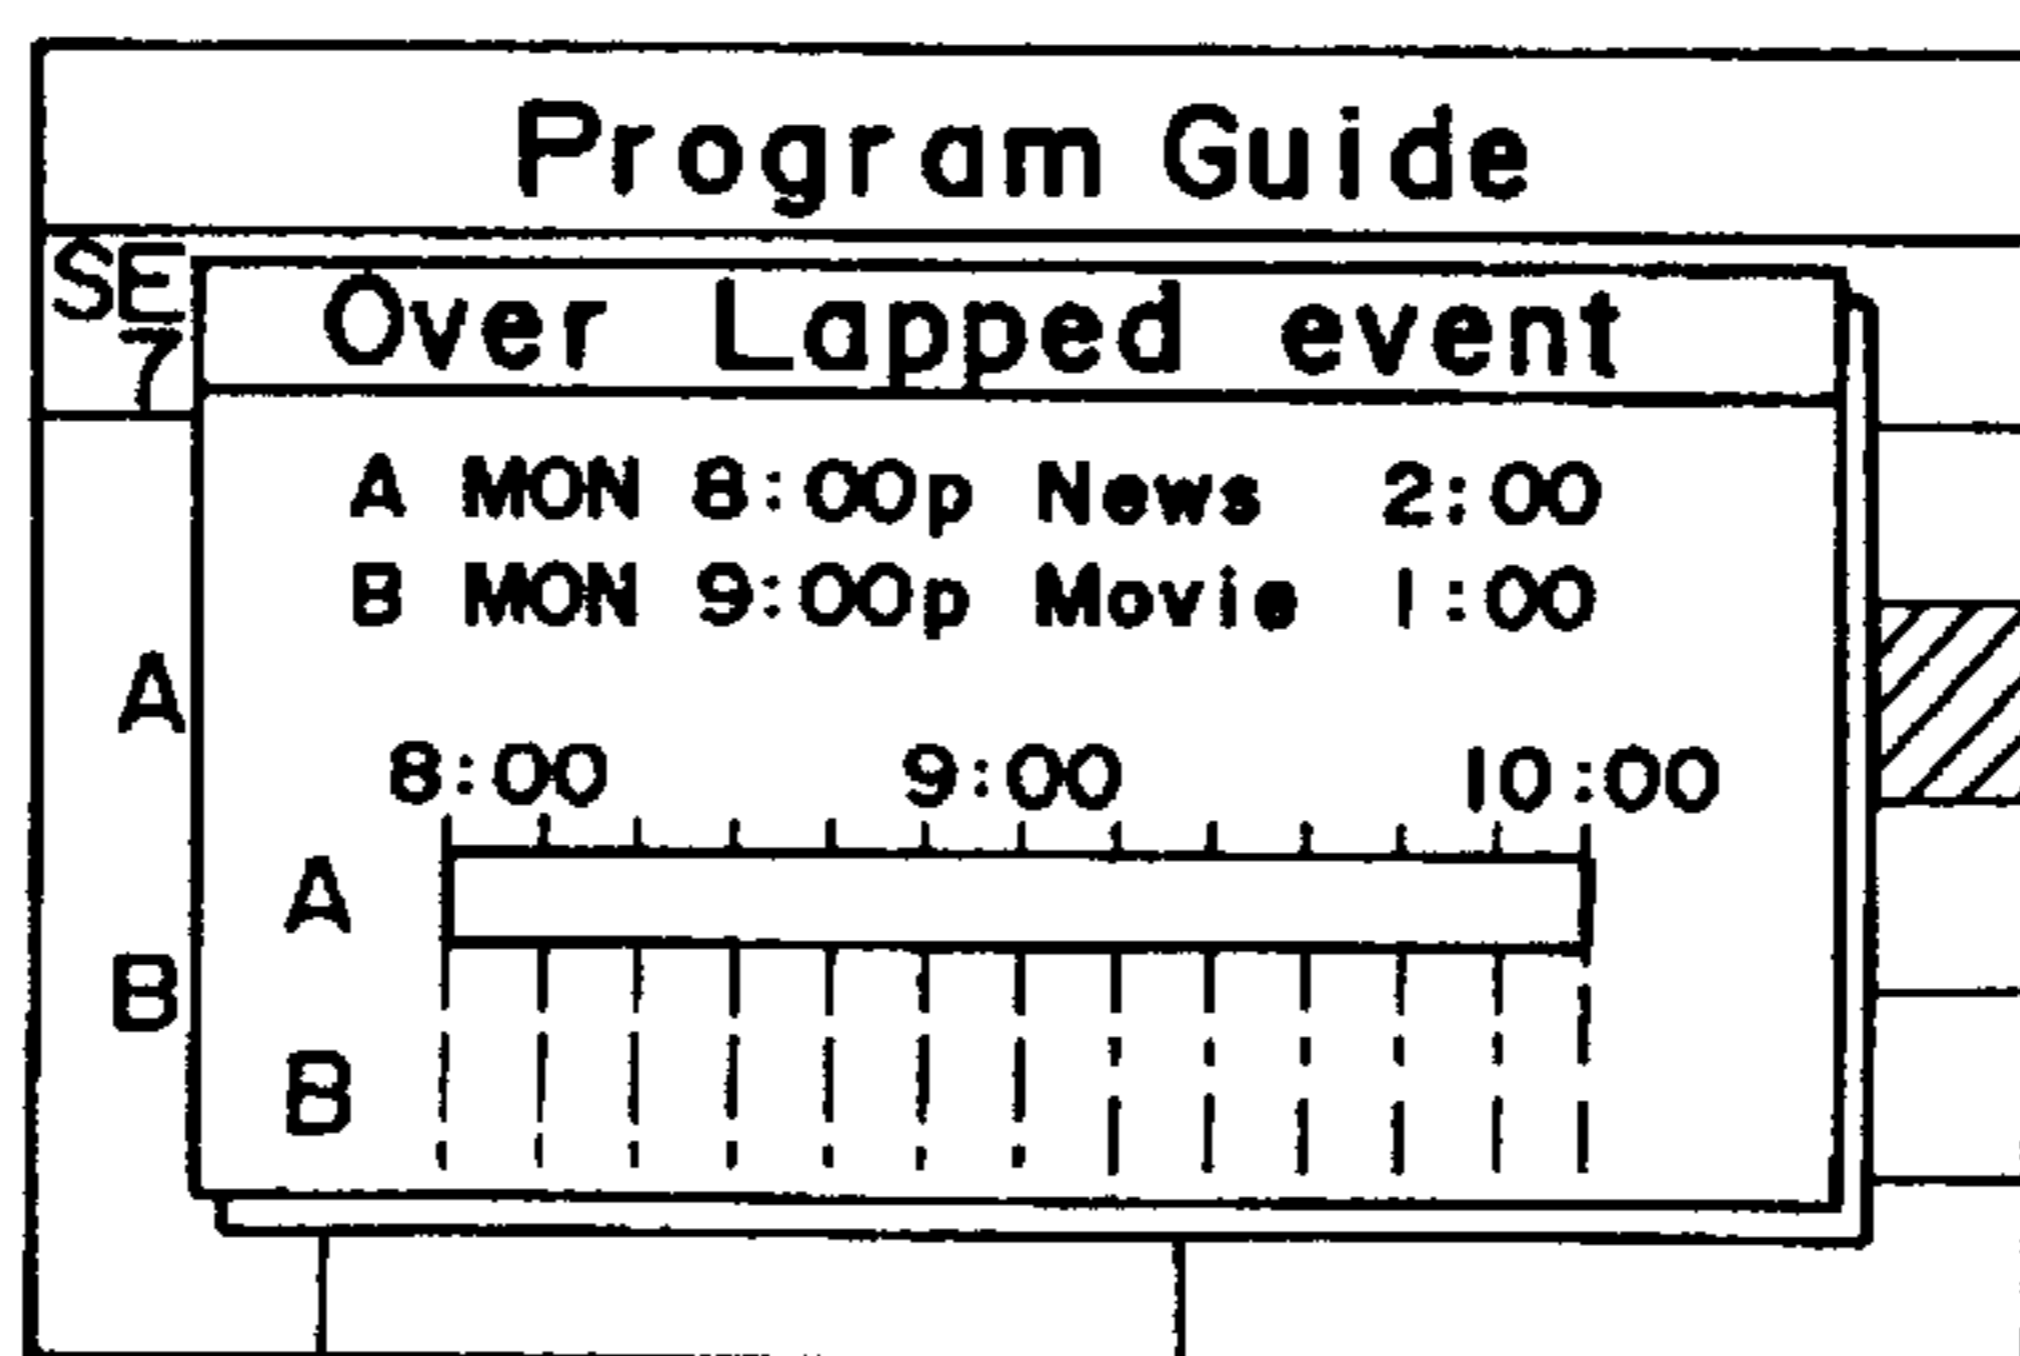 Program Guide
SE
7
Over Lapped event
A MON 8:00p News 2:00
B MON 9:00p Movie 1:00
A
8:00 9:00 10:00
A
B
B